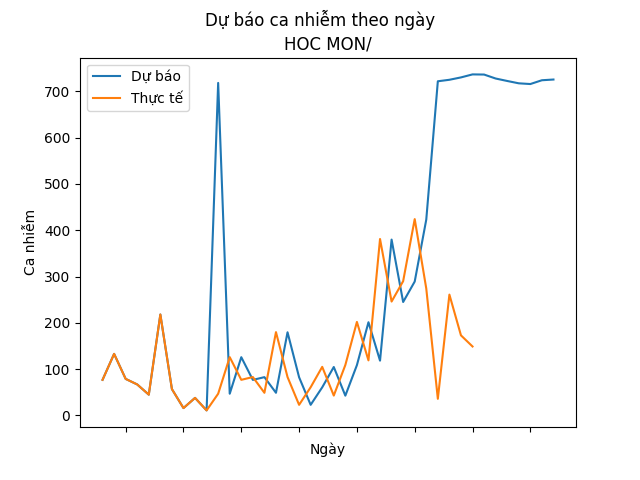 Dự báo ca nhiễm theo ngày
HOC MON/
Dự báo
Thực tế
700
600
500
400
300
200
100
0
Ca nhiễm
Ngày